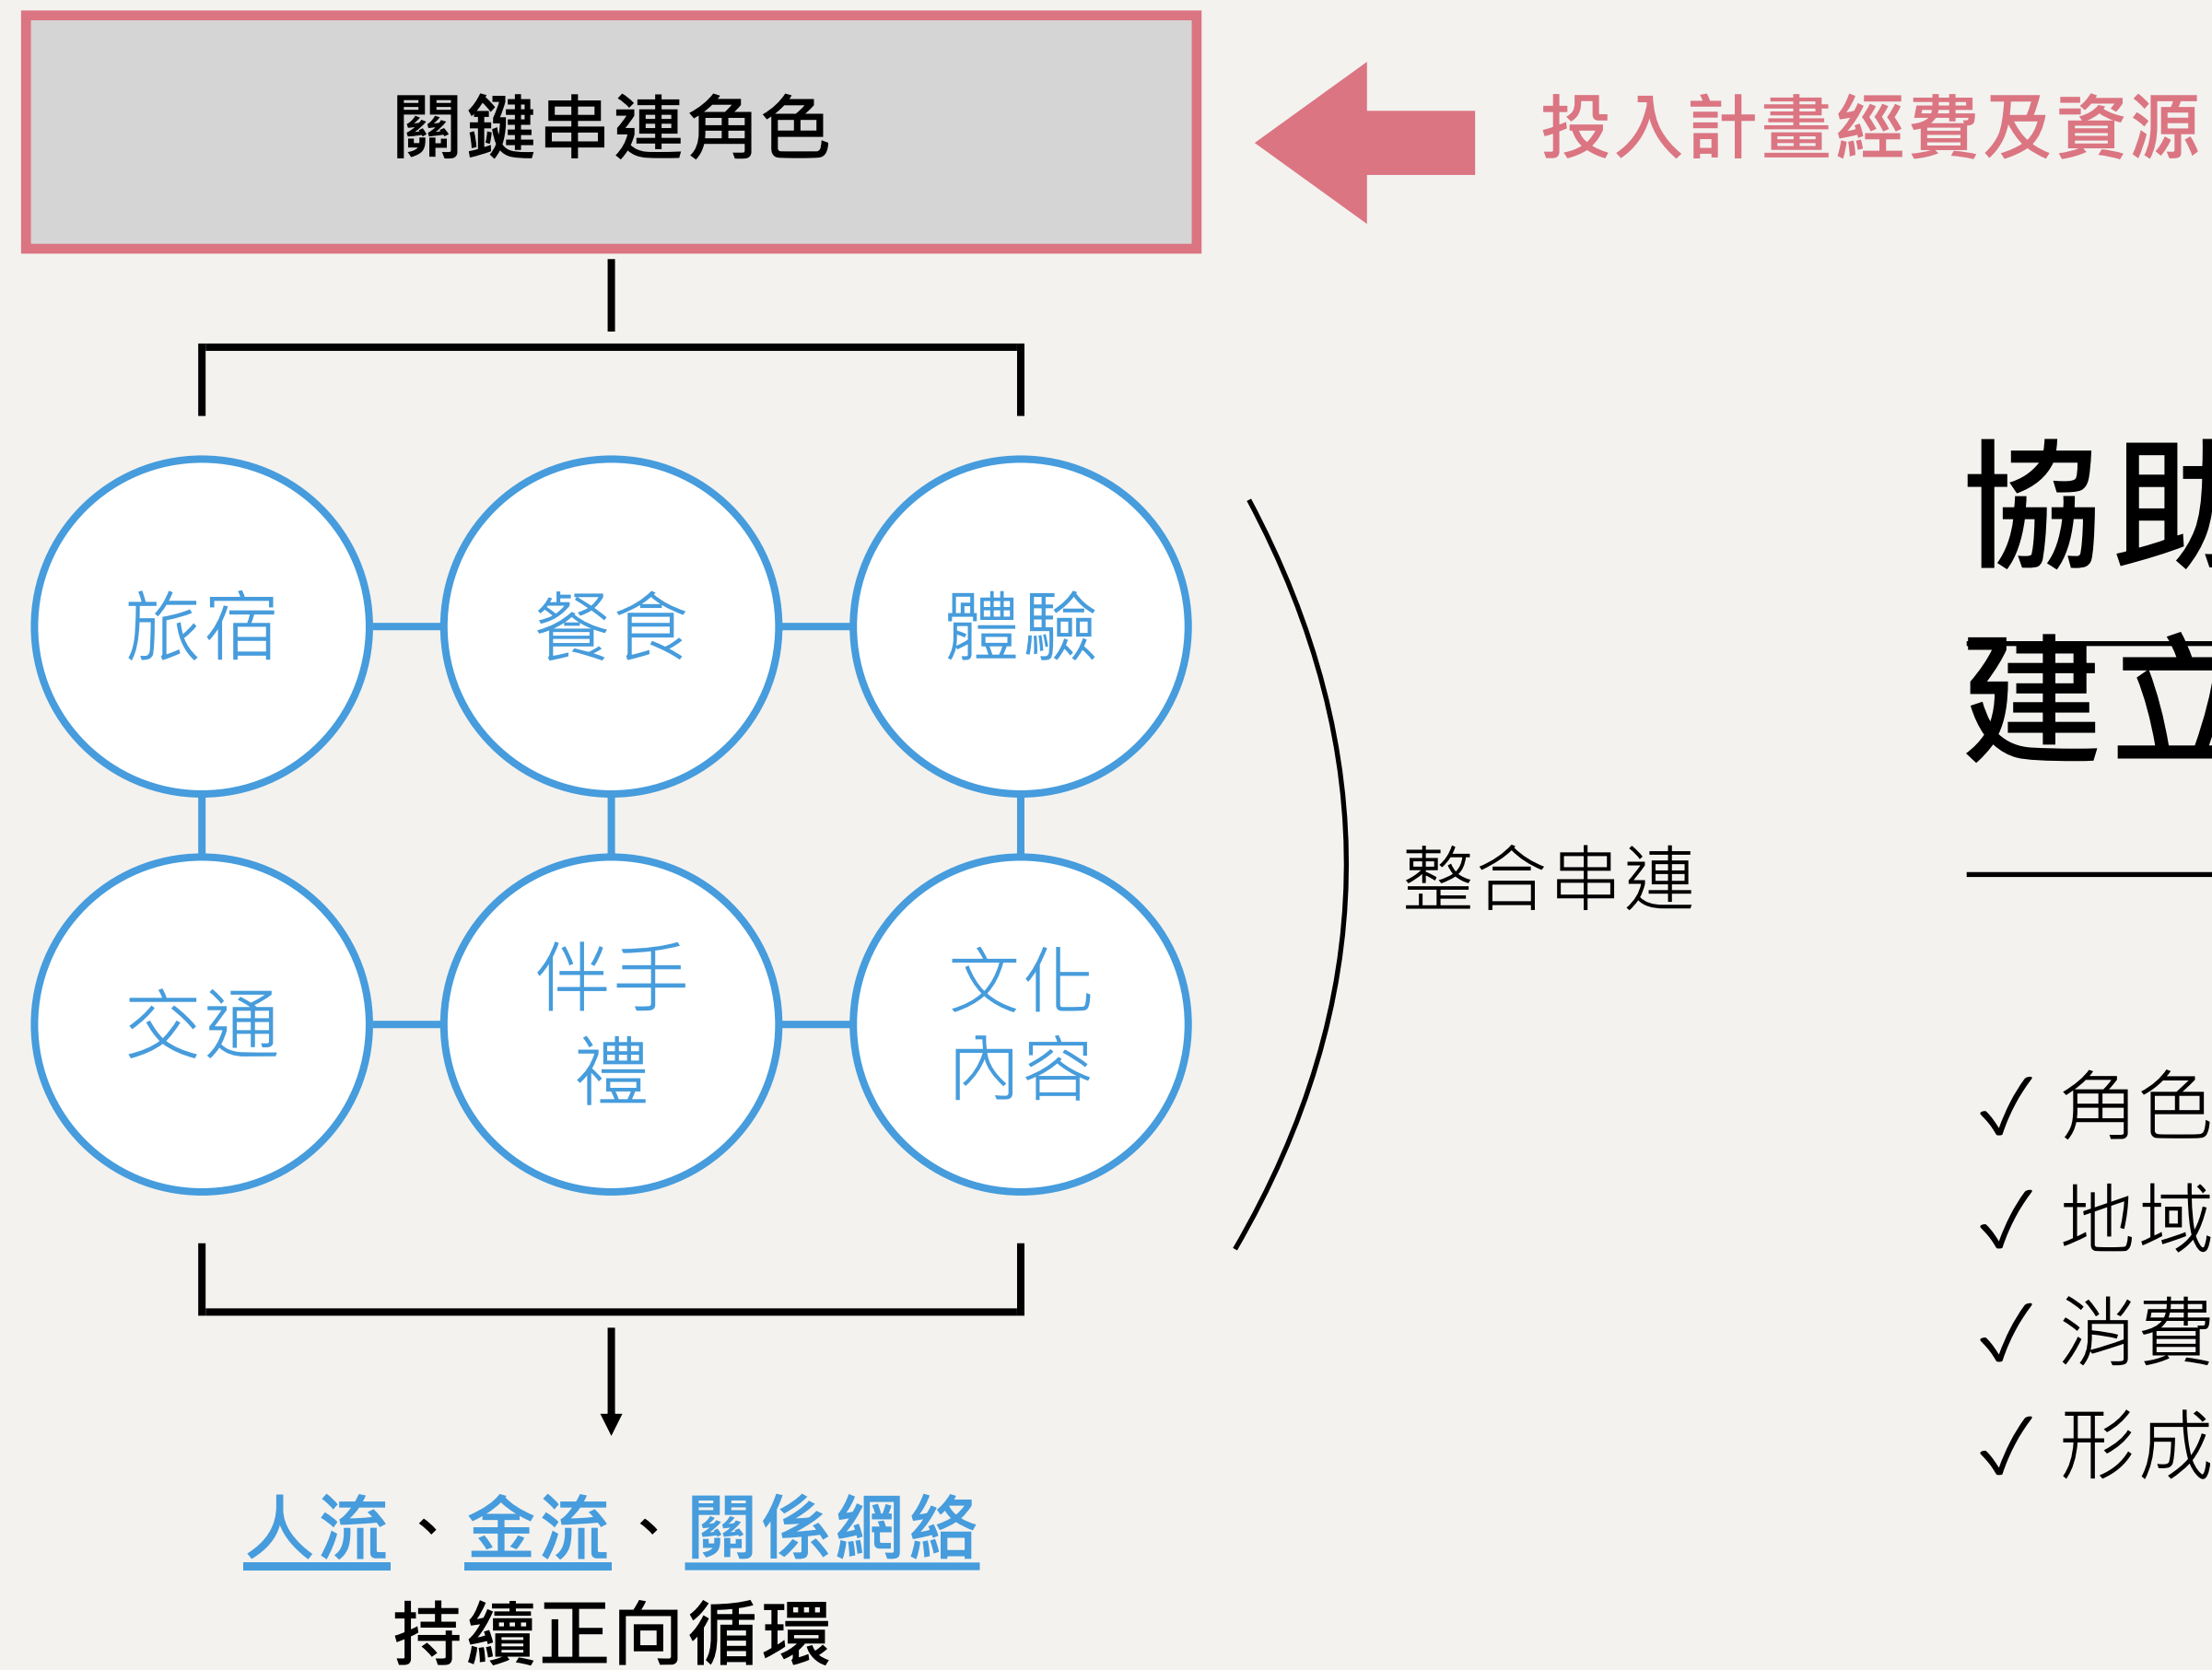 關鍵串連角色
投入計畫經費及資源
旅宿
餐食
體驗
交通
伴手
禮
文化
內容
整合串連
人流、金流、關係網絡
持續正向循環
協助
建立
角色
地域
消費
形成